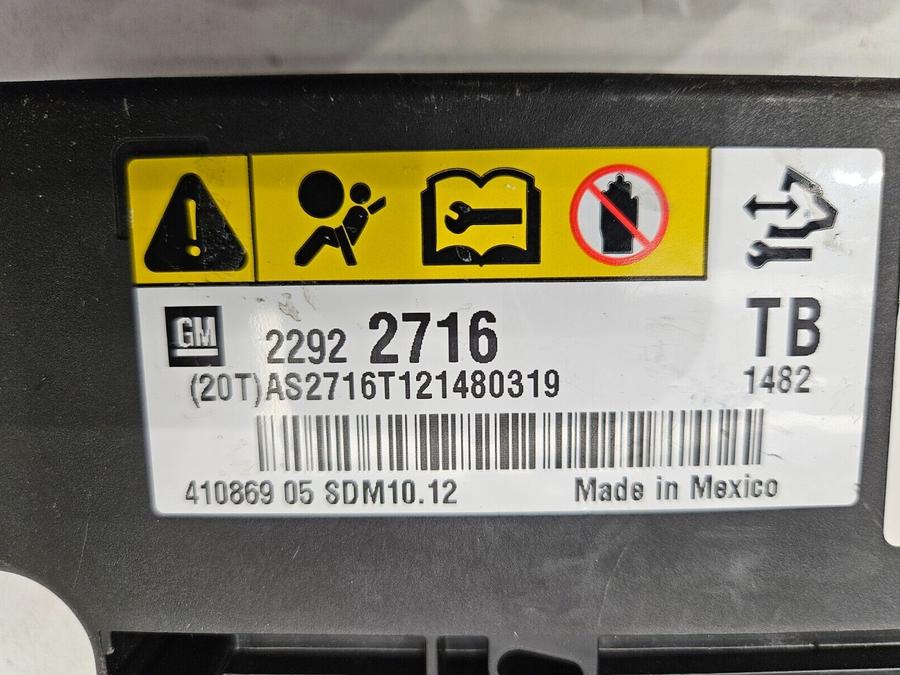 GM 2292 2716 TB
(20T)AS2716T121480319 1482
410869 05 SDM10.12 Made in Mexico